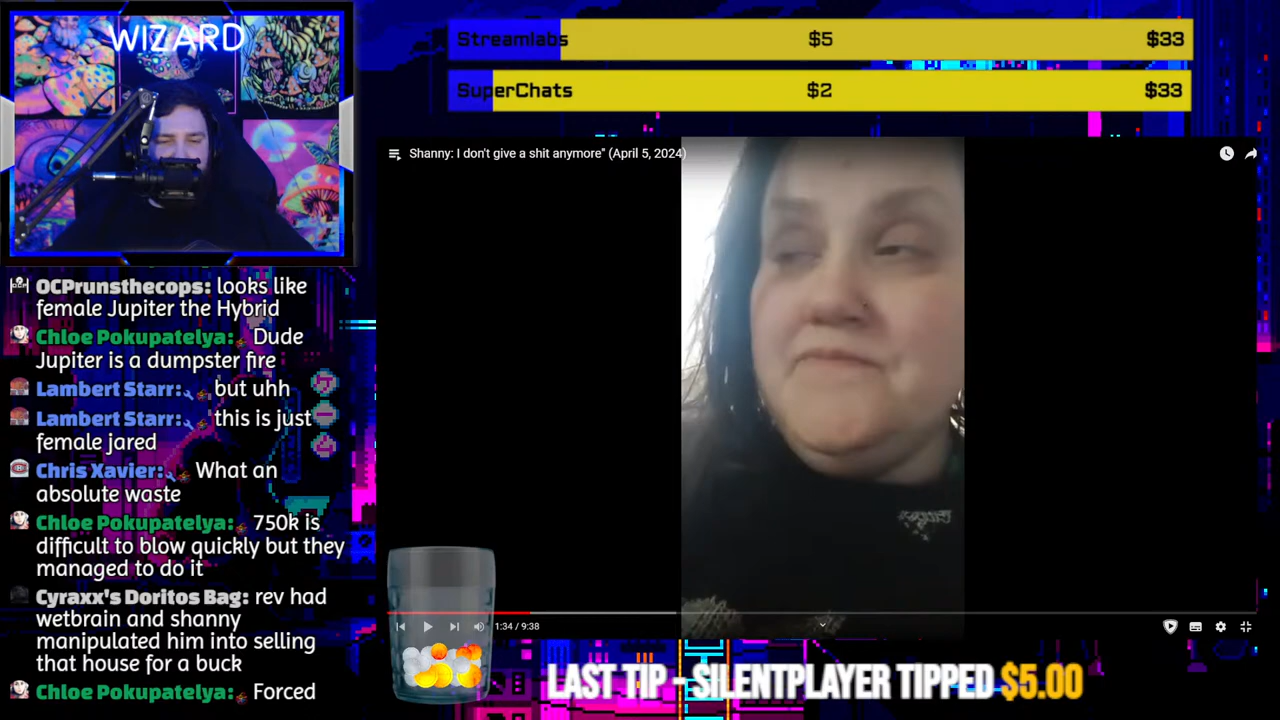 WIZARD
Streamlabs $5 $33
SuperChats $2 $33
Shanny: I don't give a shit anymore" (April 5, 2024)
OCPrunsthecops: looks like
female Jupiter the Hybrid
Chloe Pokupatelya: Dude
Jupiter is a dumpster fire
Lambert Starr: but uhh
Lambert Starr: this is just
female jared
Chris Xavier: What an
absolute waste
Chloe Pokupatelya: 750k is
difficult to blow quickly but they
managed to do it
Cyraxx's Doritos Bag: rev had
wetbrain and shanny
manipulated him into selling
that house for a buck
Chloe Pokupatelya: Forced
1:34 / 9:38
LAST TIP - SILENTPLAYER TIPPED $5.00